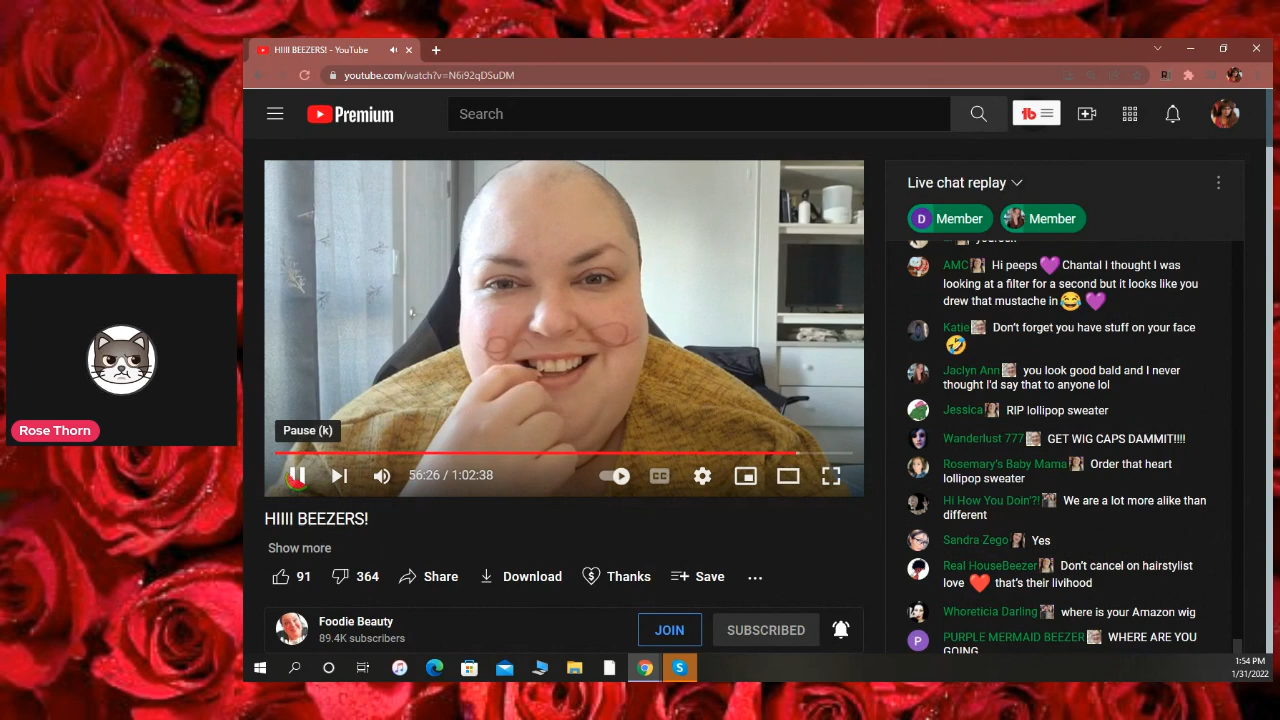 HIIII BEEZERS! - YouTube
youtube.com/watch?v=N6r92qDSuDM
Premium
Search
Live chat replay
D Member
Member
AMC Hi peeps💜Chantal I thought I was
looking at a filter for a second but it looks like you
drew that mustache in😂💜
Katie Don't forget you have stuff on your face
🤣
Jaclyn Ann you look good bald and I never
thought I'd say that to anyone lol
Jessica RIP lollipop sweater
Wanderlust 777 GET WIG CAPS DAMMIT!!!!
Rosemary's Baby Mama Order that heart
lollipop sweater
Hi How You Doin'?! We are a lot more alike than
different
Sandra Zego Yes
Real HouseBeezer Don't cancel on hairstylist
love ❤️ that's their livihood
Whoreticia Darling where is your Amazon wig
P PURPLE MERMAID BEEZER WHERE ARE YOU
GOING
Rose Thorn
Pause (k)
56:26 / 1:02:38
CC
HIIII BEEZERS!
Show more
91 364 Share Download Thanks Save
Foodie Beauty
89.4K subscribers
JOIN SUBSCRIBED
1:54 PM
1/31/2022